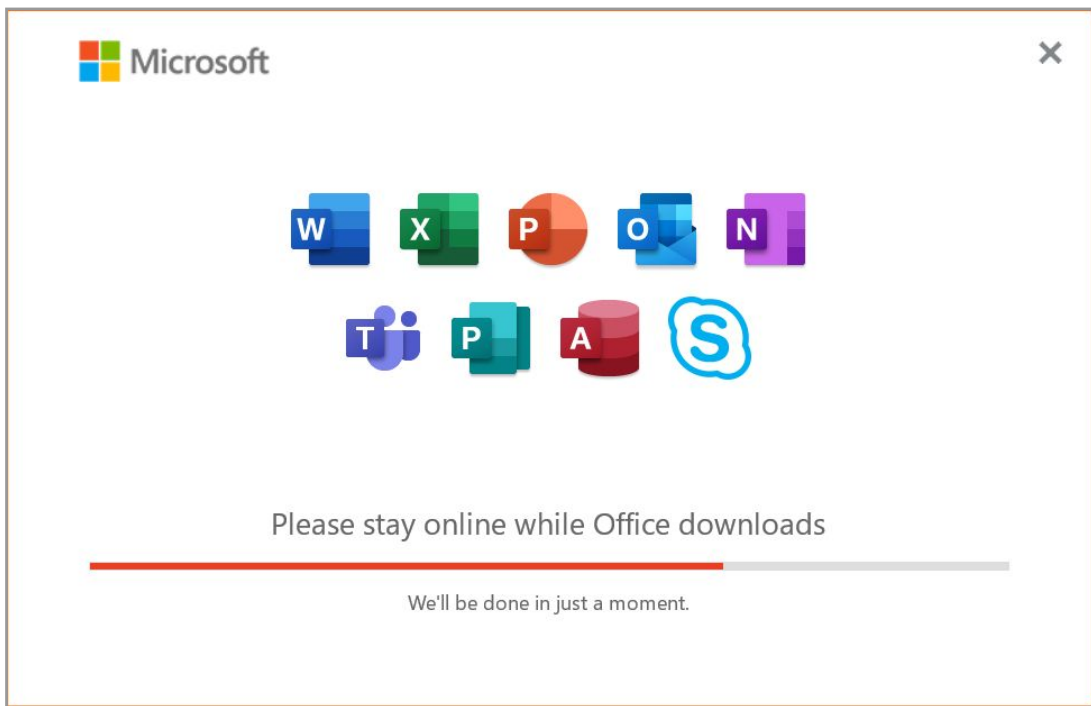 Microsoft
W X P O N
T P A S
Please stay online while Office downloads
We'll be done in just a moment.